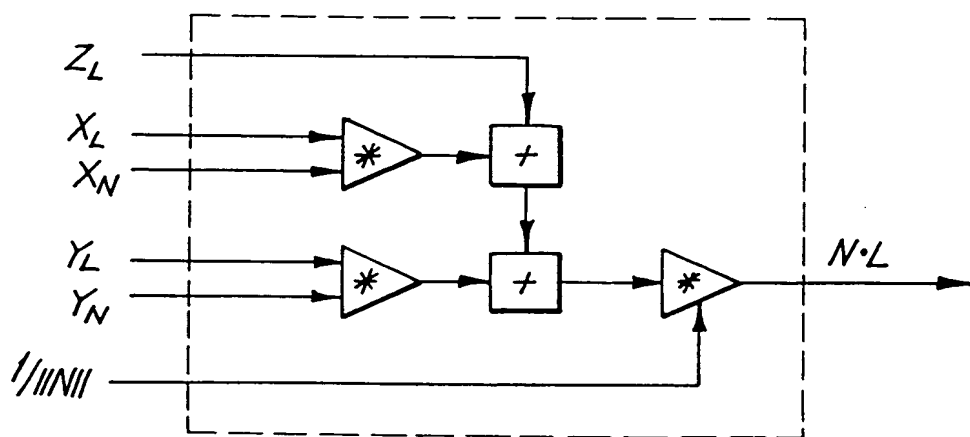 Z_L
X_L
*
+
X_N
Y_L
*
+
*
N·L
Y_N
1/|||N|||